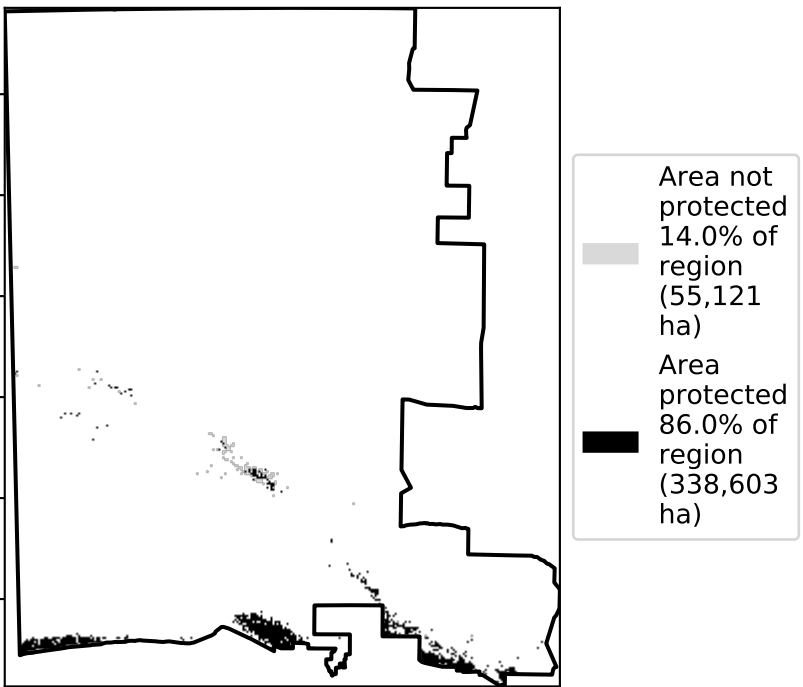 Area not
protected
14.0% of
region
(55,121
ha)
Area
protected
86.0% of
region
(338,603
ha)